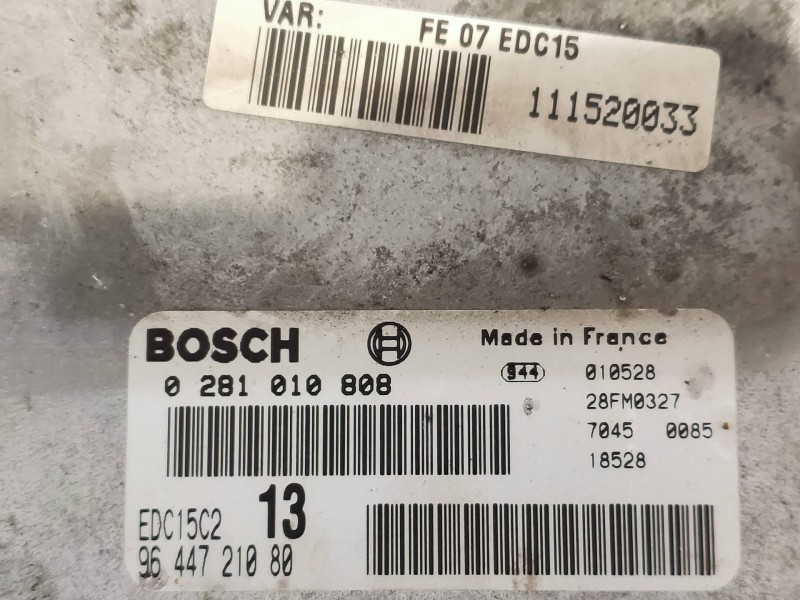 VAR: FE 07 EDC15
111520033
BOSCH
Made in France
0 281 010 808
944 010528
28FM0327
7045 0085
18528
EDC15C2 13
96 447 210 80